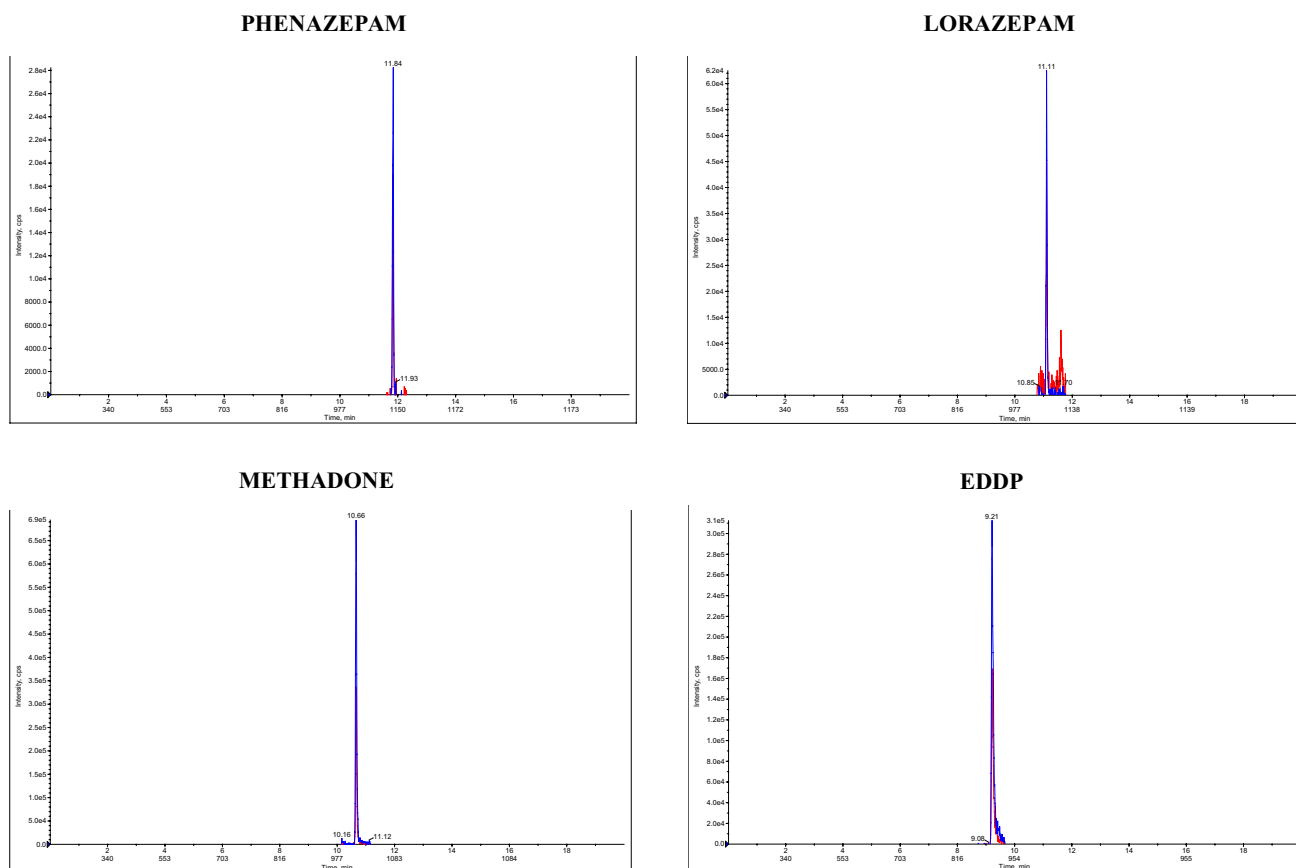 PHENAZEPAM
11.84
2.8e4
2.6e4
2.4e4
2.2e4
2.0e4
1.8e4
1.6e4
1.4e4
1.2e4
1.0e4
8000.0
6000.0
4000.0
2000.0
0.0
Intensity, cps
11.93
2 4 6 8 10 12 14 16 18
340 553 703 816 977 1150 1172 1173
Time, min
LORAZEPAM
11.11
6.2e4
6.0e4
5.5e4
5.0e4
4.5e4
4.0e4
3.5e4
3.0e4
2.5e4
2.0e4
1.5e4
1.0e4
5000.0
0.0
Intensity, cps
10.85 11.70
2 4 6 8 10 12 14 16 18
340 553 703 816 977 1138 1139
Time, min
METHADONE
10.66
6.9e5
6.5e5
6.0e5
5.5e5
5.0e5
4.5e5
4.0e5
3.5e5
3.0e5
2.5e5
2.0e5
1.5e5
1.0e5
5.0e4
0.0
Intensity, cps
10.16 11.12
2 4 6 8 10 12 14 16 18
340 553 703 816 977 1083 1084
Time, min
EDDP
9.21
3.1e5
3.0e5
2.8e5
2.6e5
2.4e5
2.2e5
2.0e5
1.8e5
1.6e5
1.4e5
1.2e5
1.0e5
8.0e4
6.0e4
4.0e4
2.0e4
0.0
Intensity, cps
9.08
2 4 6 8 10 12 14 16 18
340 553 703 816 954 955
Time, min